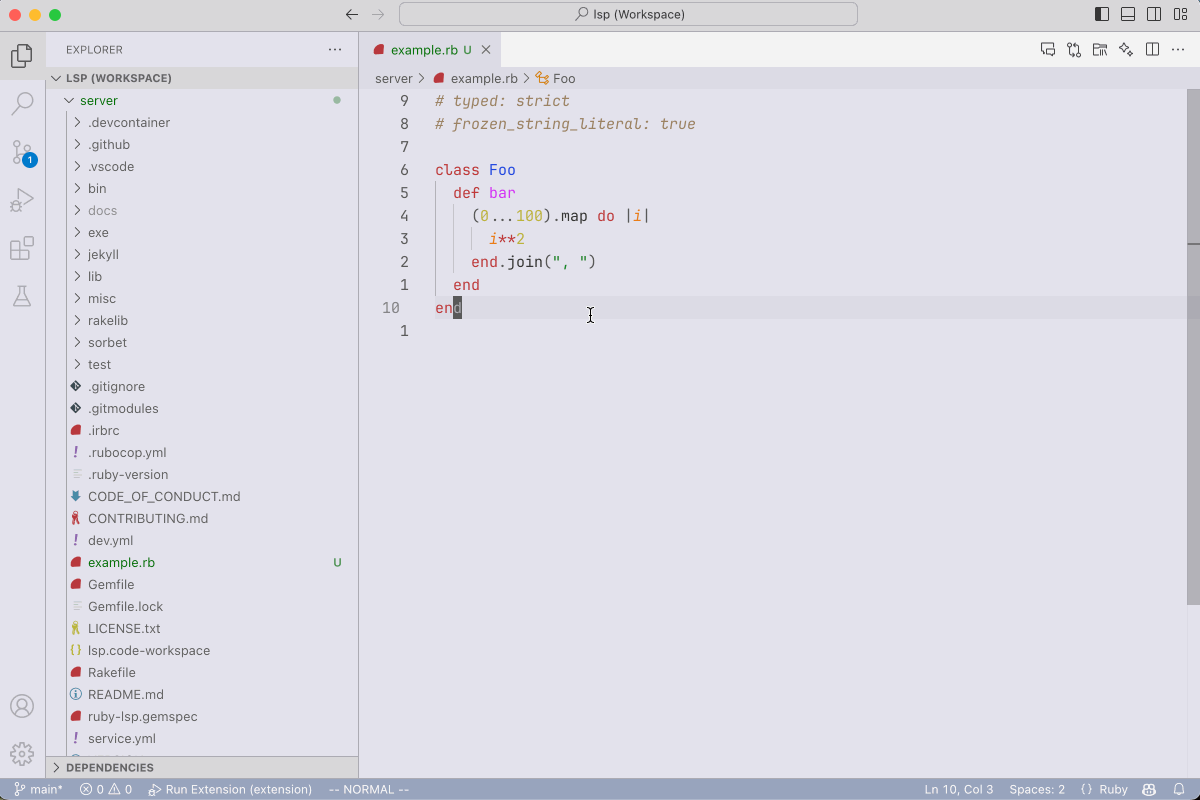 lsp (Workspace)
EXPLORER
LSP (WORKSPACE)
server
.devcontainer
.github
.vscode
bin
docs
exe
jekyll
lib
misc
rakelib
sorbet
test
.gitignore
.gitmodules
.irbrc
.rubocop.yml
.ruby-version
CODE_OF_CONDUCT.md
CONTRIBUTING.md
dev.yml
example.rb U
Gemfile
Gemfile.lock
LICENSE.txt
lsp.code-workspace
Rakefile
README.md
ruby-lsp.gemspec
service.yml
DEPENDENCIES
1
example.rb U
server > example.rb > Foo
9 # typed: strict
8 # frozen_string_literal: true
7
6 class Foo
5 def bar
4 (0...100).map do |i|
3 i**2
2 end.join(", ")
1 end
10 end
1
main* 0 0 Run Extension (extension) -- NORMAL -- Ln 10, Col 3 Spaces: 2 {} Ruby